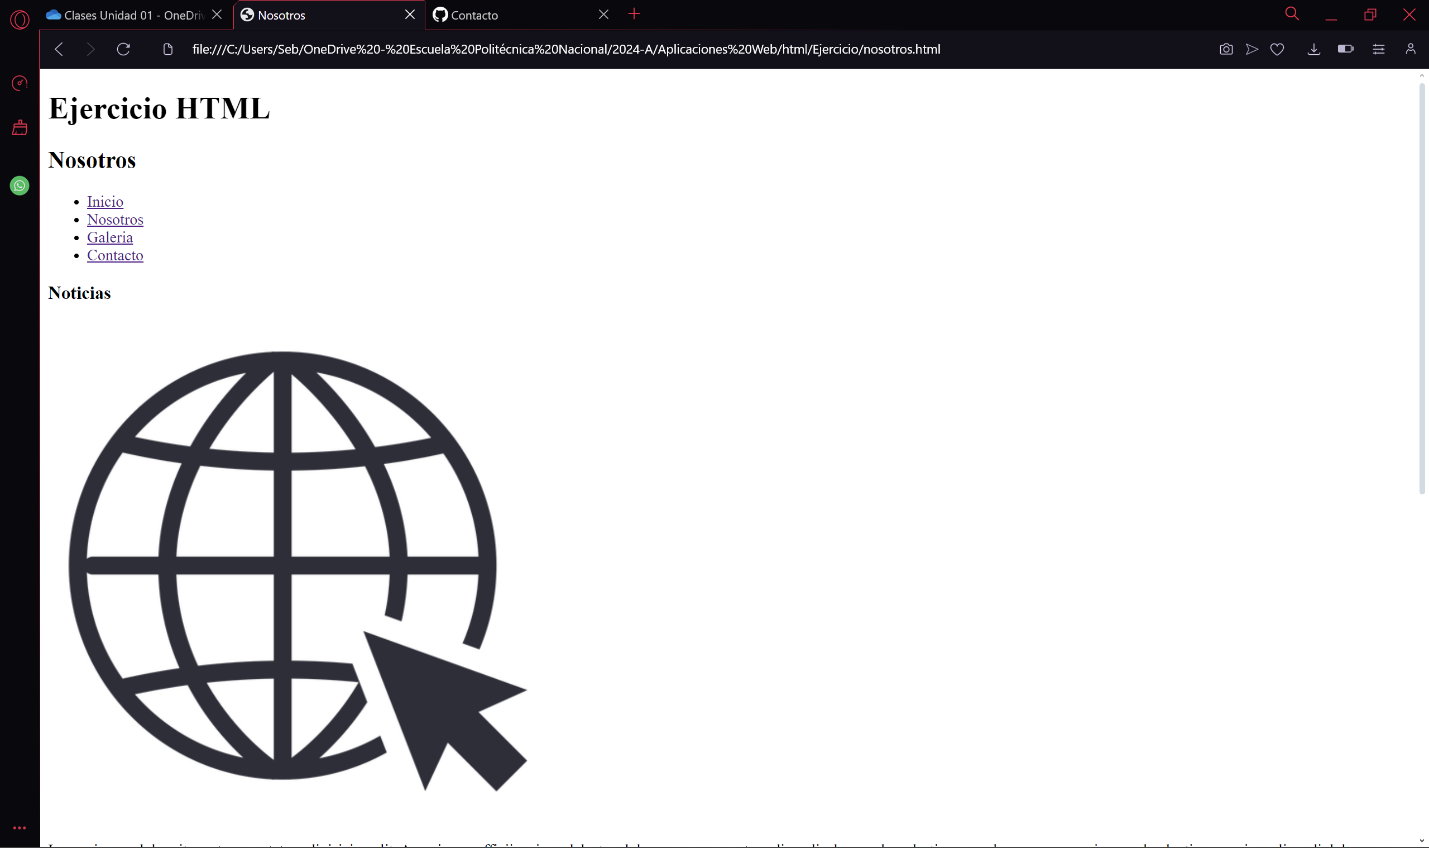 Clases Unidad 01 - OneDriv
Nosotros
Contacto
file:///C:/Users/Seb/OneDrive%20-%20Escuela%20Politécnica%20Nacional/2024-A/Aplicaciones%20Web/html/Ejercicio/nosotros.html
Ejercicio HTML
Nosotros
Inicio
Nosotros
Galeria
Contacto
Noticias